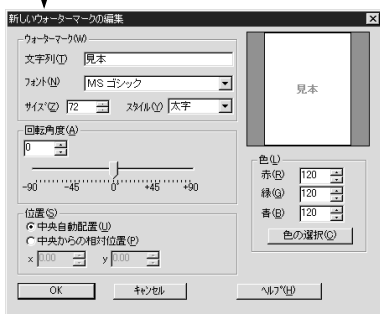 新しいウォーターマークの編集
ウォーターマーク(W)
文字列(T) 見本
フォント(N) MS ゴシック
サイズ(Z) 72 スタイル(Y) 太字
見本
回転角度(A)
0
-90 -45 0 +45 +90
色(L)
赤(R) 120
緑(G) 120
青(B) 120
色の選択(C)
位置(S)
中央自動配置(U)
中央からの相対位置(P)
x 0.00 y 0.00
OK キャンセル ヘルプ(H)